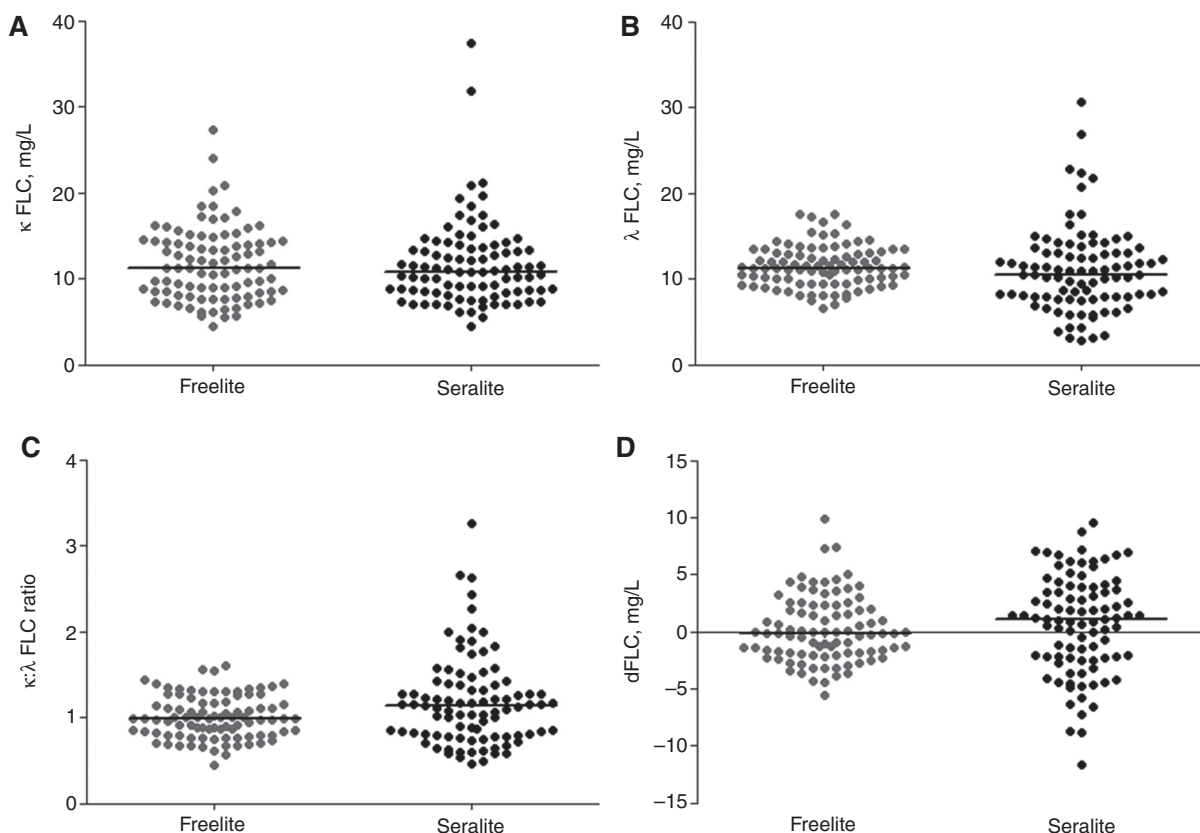 A
κ FLC, mg/L
40
30
20
10
0
Freelite
Seralite
B
λ FLC, mg/L
40
30
20
10
0
Freelite
Seralite
C
κ:λ FLC ratio
4
3
2
1
0
Freelite
Seralite
D
dFLC, mg/L
15
10
5
0
−5
−10
−15
Freelite
Seralite